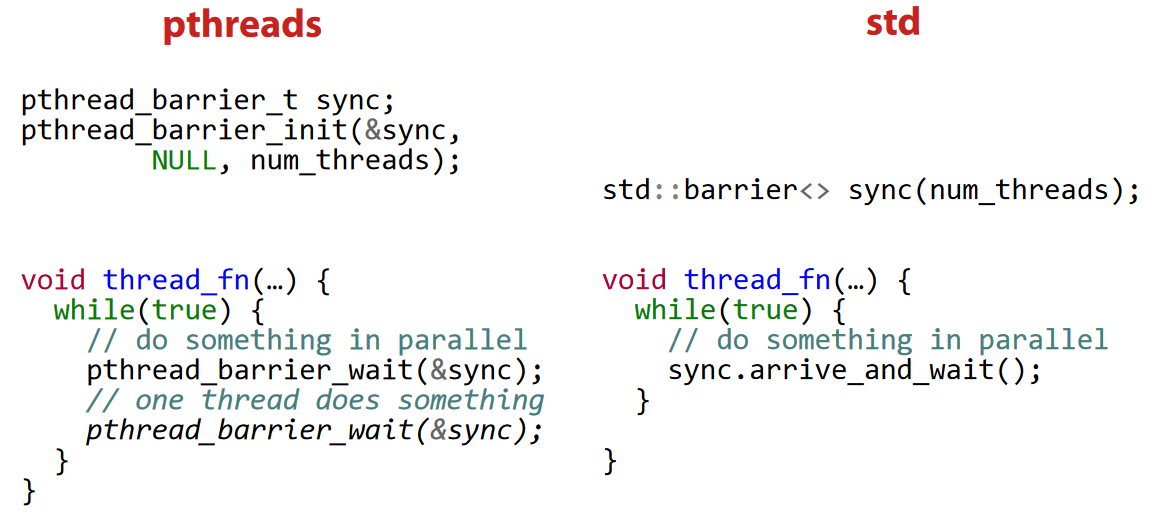 pthreads
pthread_barrier_t sync;
pthread_barrier_init(&sync,
        NULL, num_threads);
void thread_fn(…) {
  while(true) {
    // do something in parallel
    pthread_barrier_wait(&sync);
    // one thread does something
    pthread_barrier_wait(&sync);
  }
}
std
std::barrier<> sync(num_threads);
void thread_fn(…) {
  while(true) {
    // do something in parallel
    sync.arrive_and_wait();
  }
}